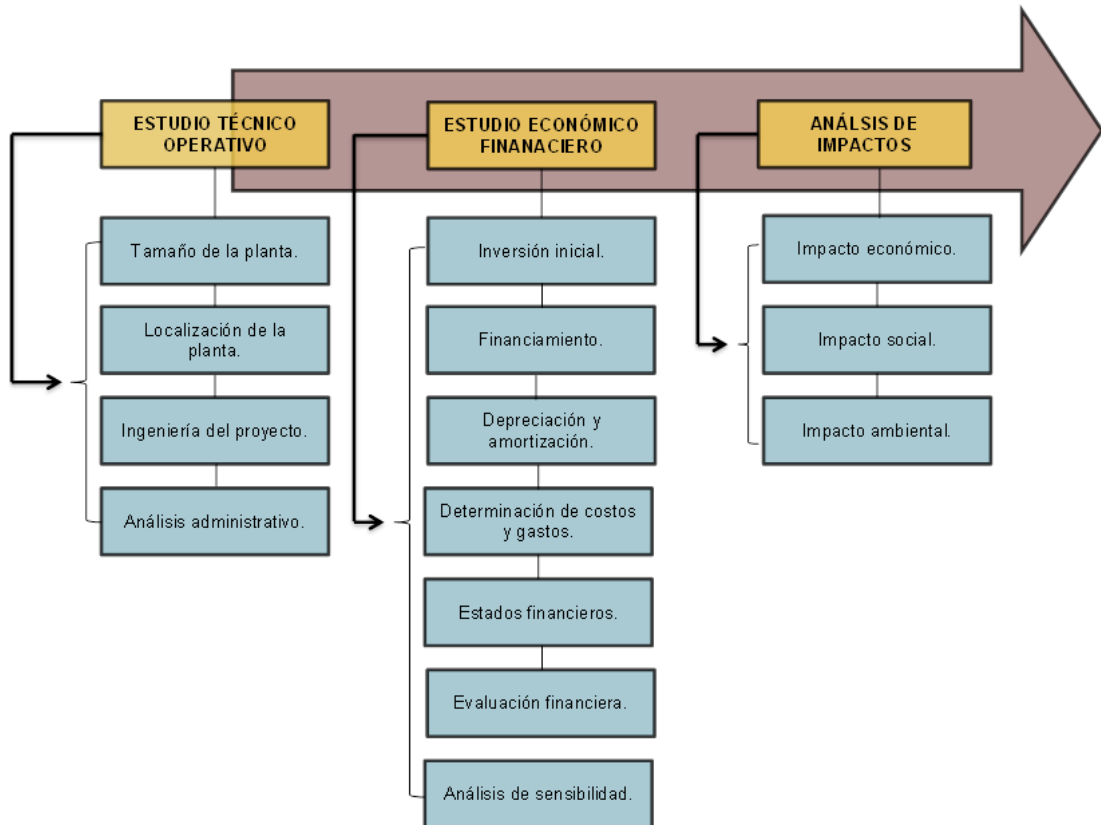 ESTUDIO TÉCNICO
OPERATIVO
Tamaño de la planta.
Localización de la
planta.
Ingeniería del proyecto.
Análisis administrativo.
ESTUDIO ECONÓMICO
FINANACIERO
Inversión inicial.
Financiamiento.
Depreciación y
amortización.
Determinación de costos
y gastos.
Estados financieros.
Evaluación financiera.
Análisis de sensibilidad.
ANÁLSIS DE
IMPACTOS
Impacto económico.
Impacto social.
Impacto ambiental.